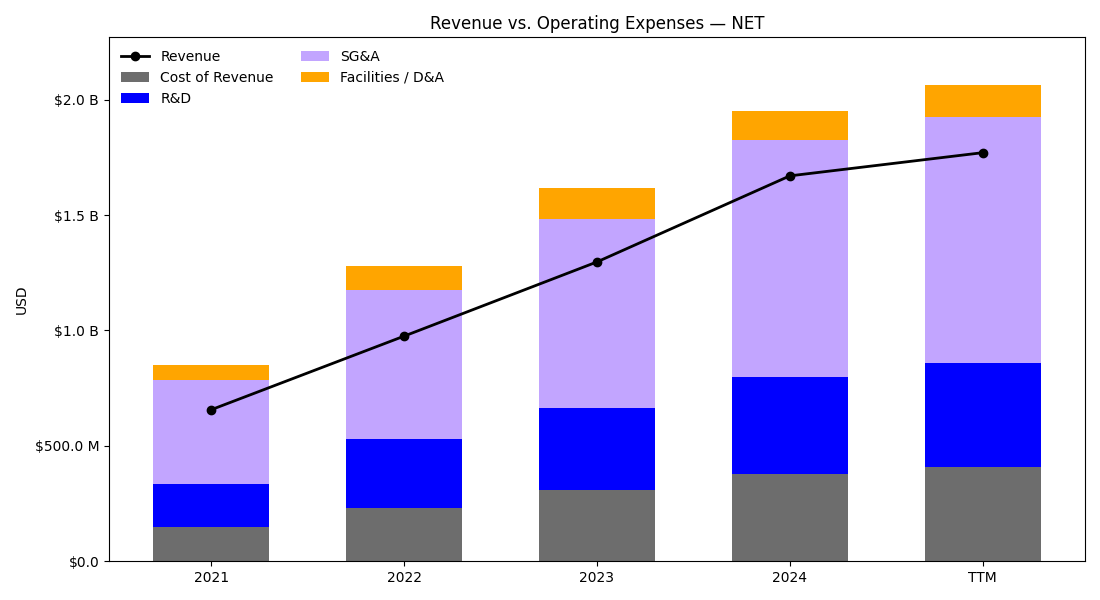 Revenue vs. Operating Expenses — NET
Revenue
Cost of Revenue
R&D
SG&A
Facilities / D&A
USD
$2.0 B
$1.5 B
$1.0 B
$500.0 M
$0.0
2021
2022
2023
2024
TTM